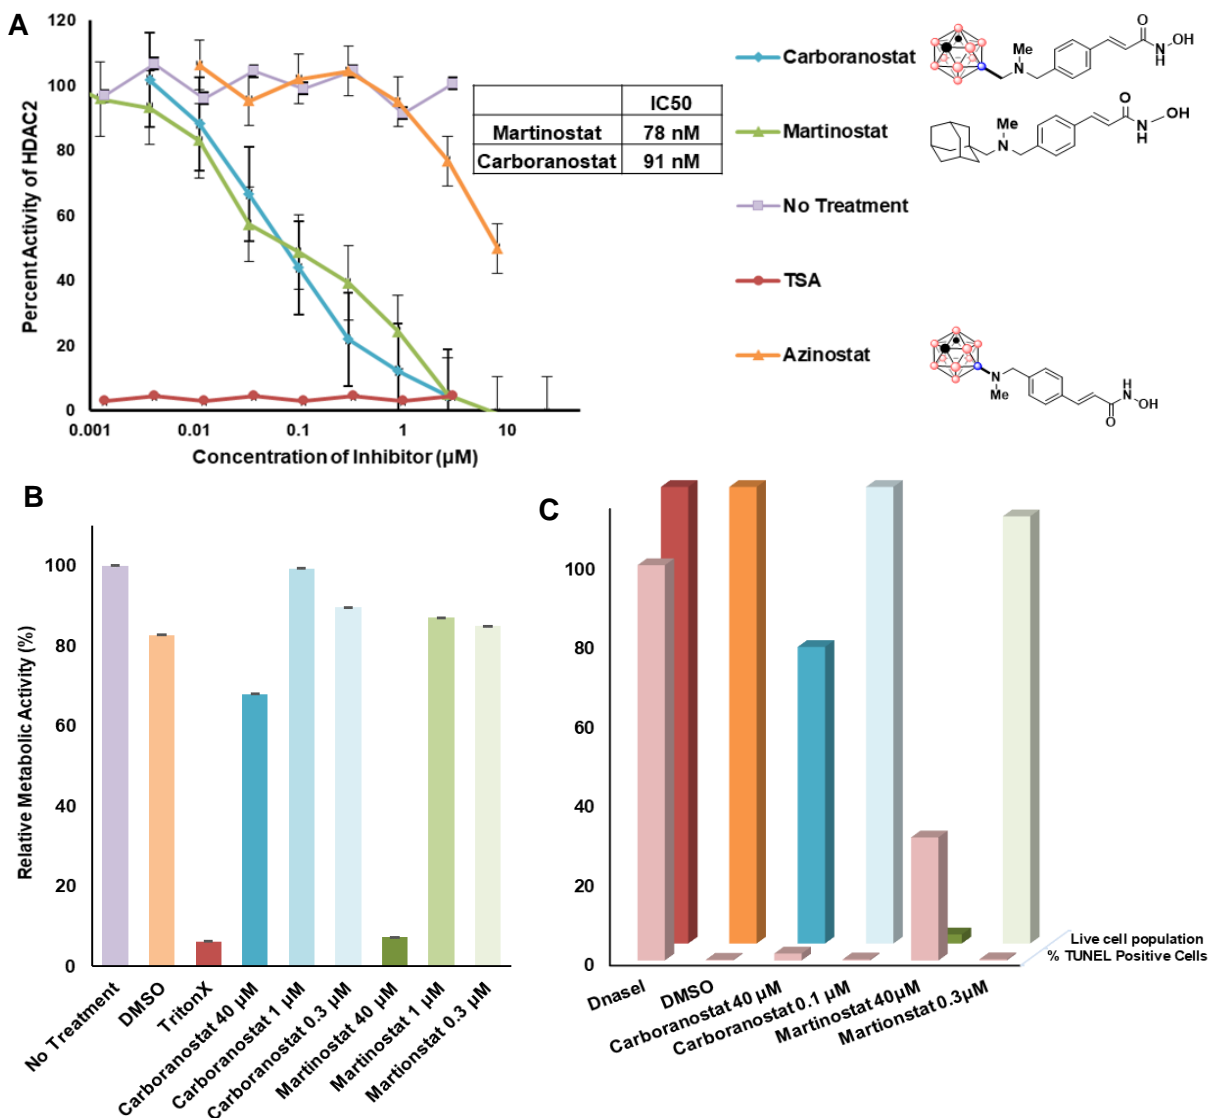 A
120
100
80
60
40
20
0
Percent Activity of HDAC2
0.001
0.01
0.1
1
10
Concentration of Inhibitor (µM)
IC50
Martinostat 78 nM
Carboranostat 91 nM
Carboranostat
Me
N
O
N
H
OH
Martinostat
Me
N
O
N
H
OH
No Treatment
TSA
Azinostat
N
Me
H
N
OH
O
B
100
80
60
40
20
0
Relative Metabolic Activity (%)
No Treatment
DMSO
TritonX
Carboranostat 40 µM
Carboranostat 1 µM
Carboranostat 0.3 µM
Martinostat 40 µM
Martinostat 1 µM
Martionstat 0.3 µM
C
100
80
60
40
20
0
DnaseI
DMSO
Carboranostat 40 µM
Carboranostat 0.1 µM
Martinostat 40µM
Martionstat 0.3µM
Live cell population
% TUNEL Positive Cells